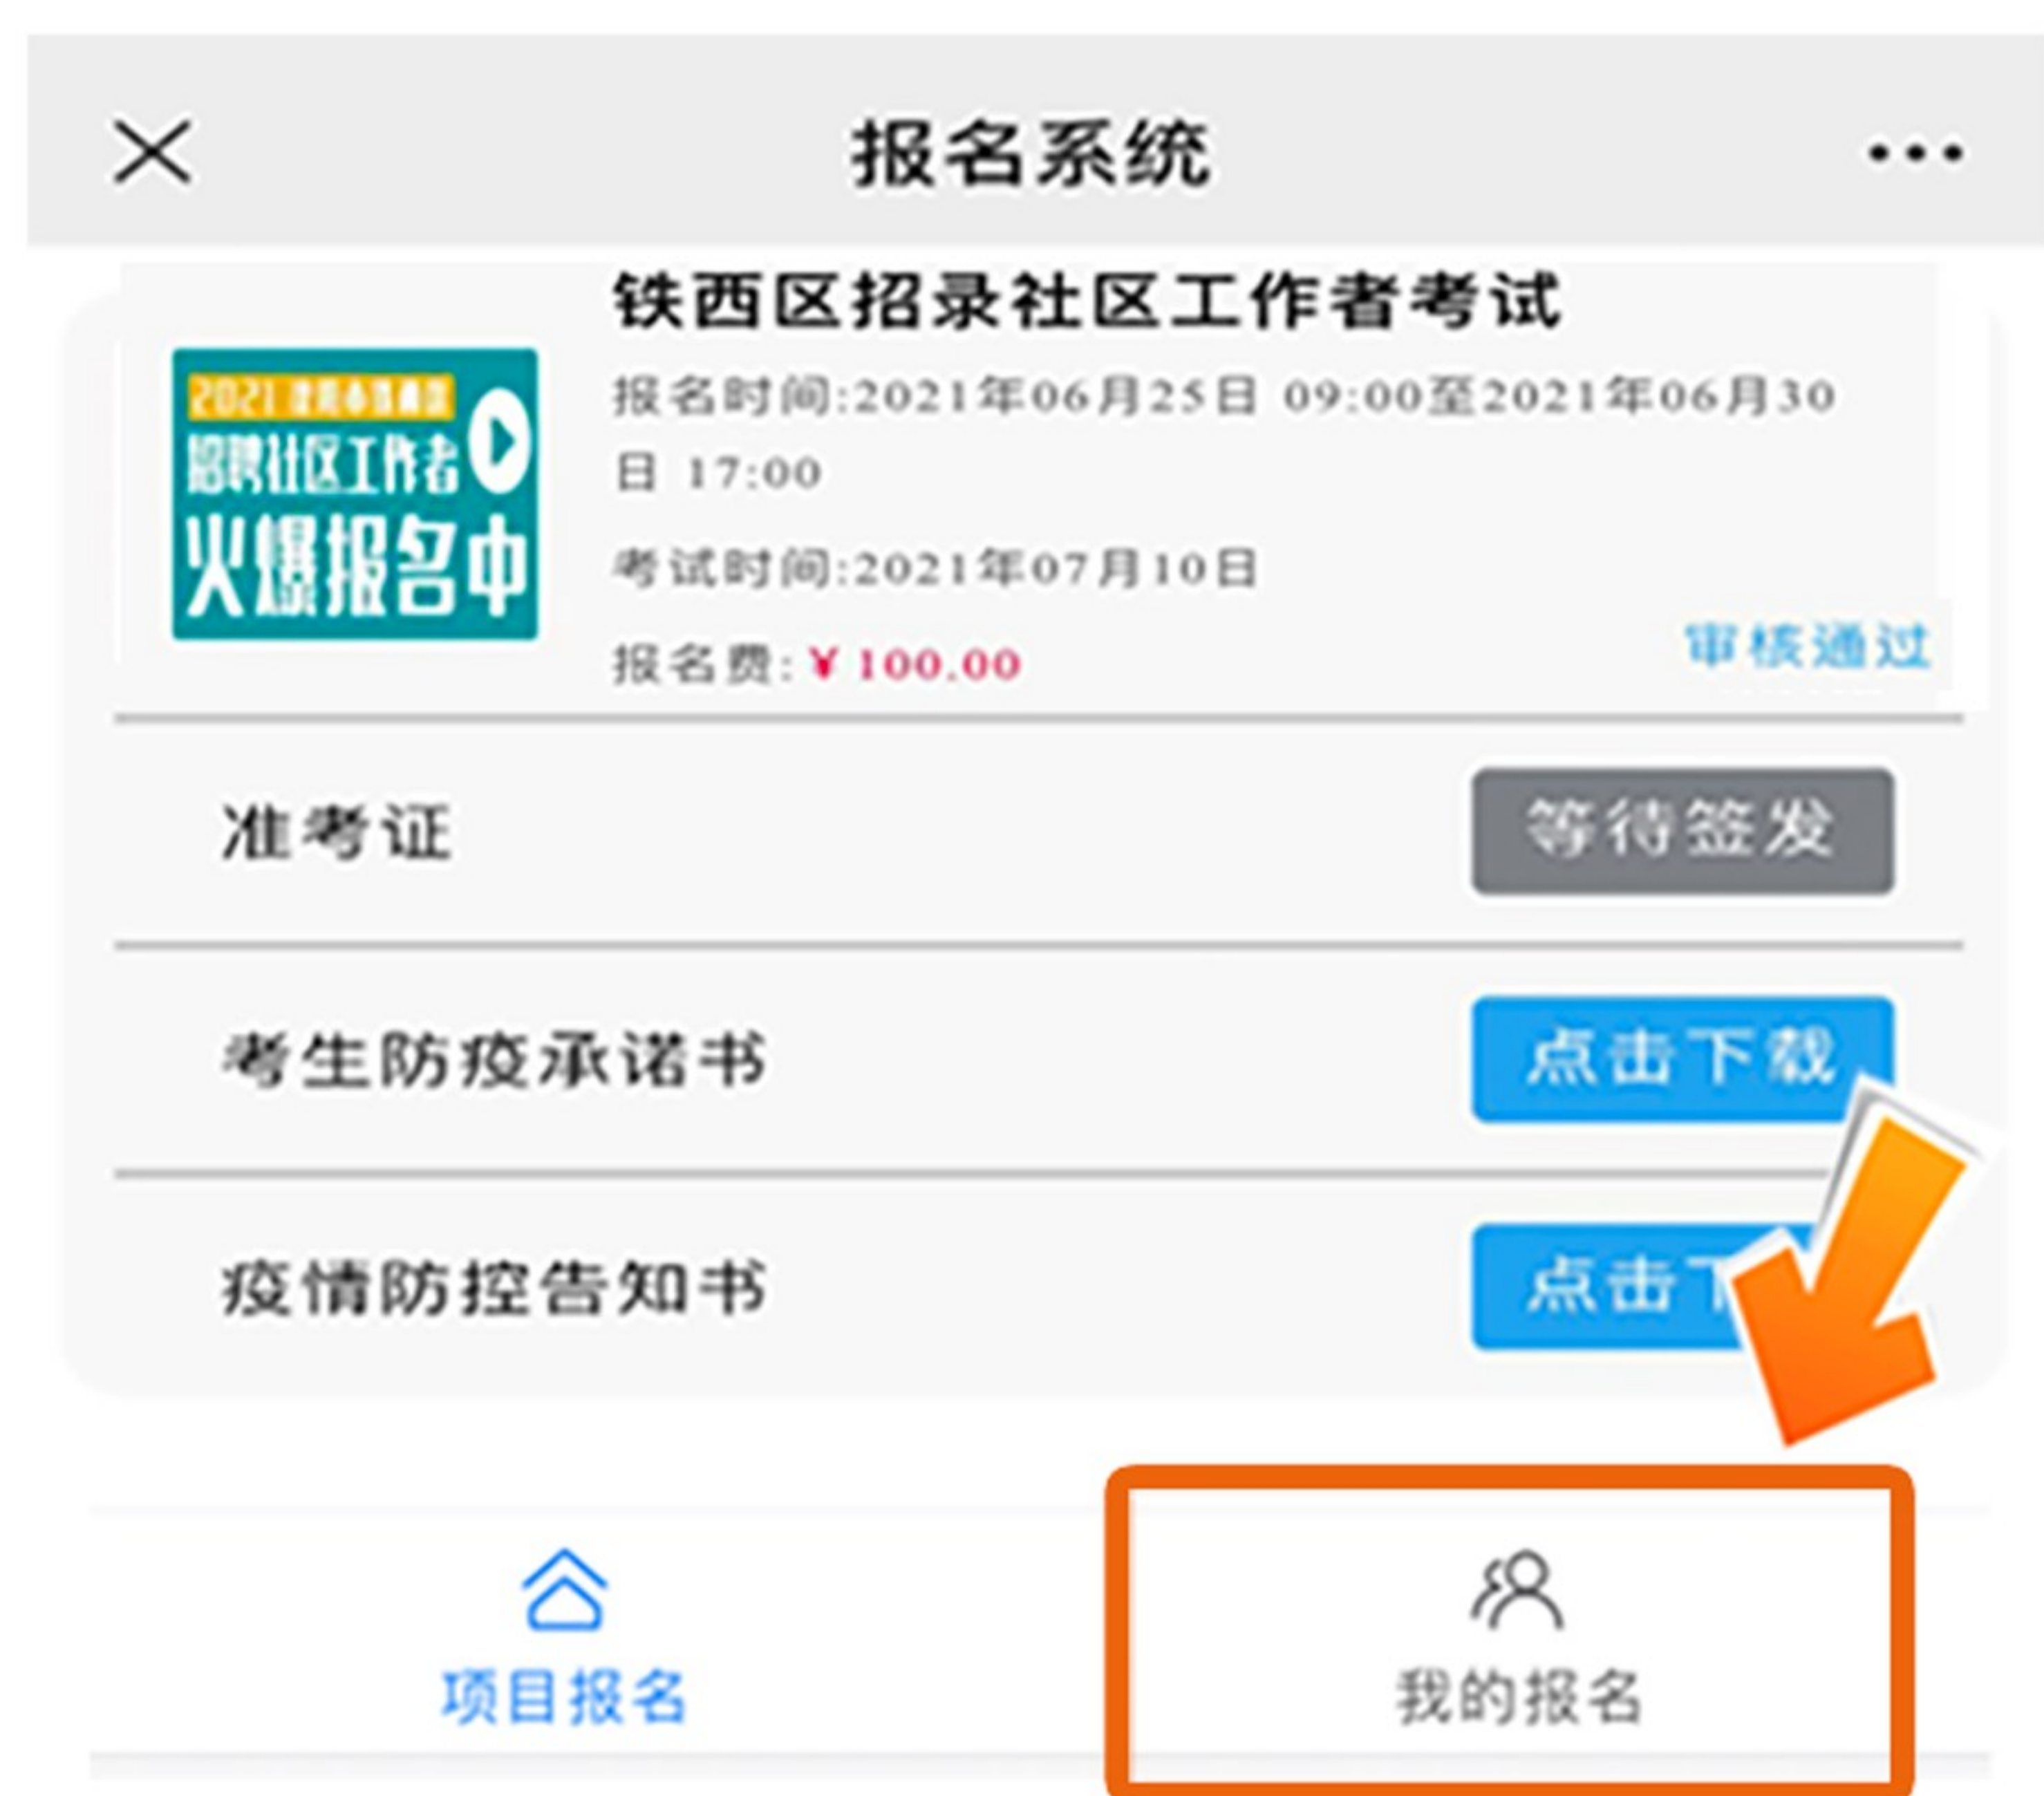 报名系统
铁西区招录社区工作者考试
报名时间:2021年06月25日 09:00至2021年06月30
日 17:00
考试时间:2021年07月10日
报名费:¥ 100.00
审核通过
2021
招聘社区工作者
火爆报名中
准考证
等待签发
考生防疫承诺书
点击下载
疫情防控告知书
点击下
项目报名
我的报名